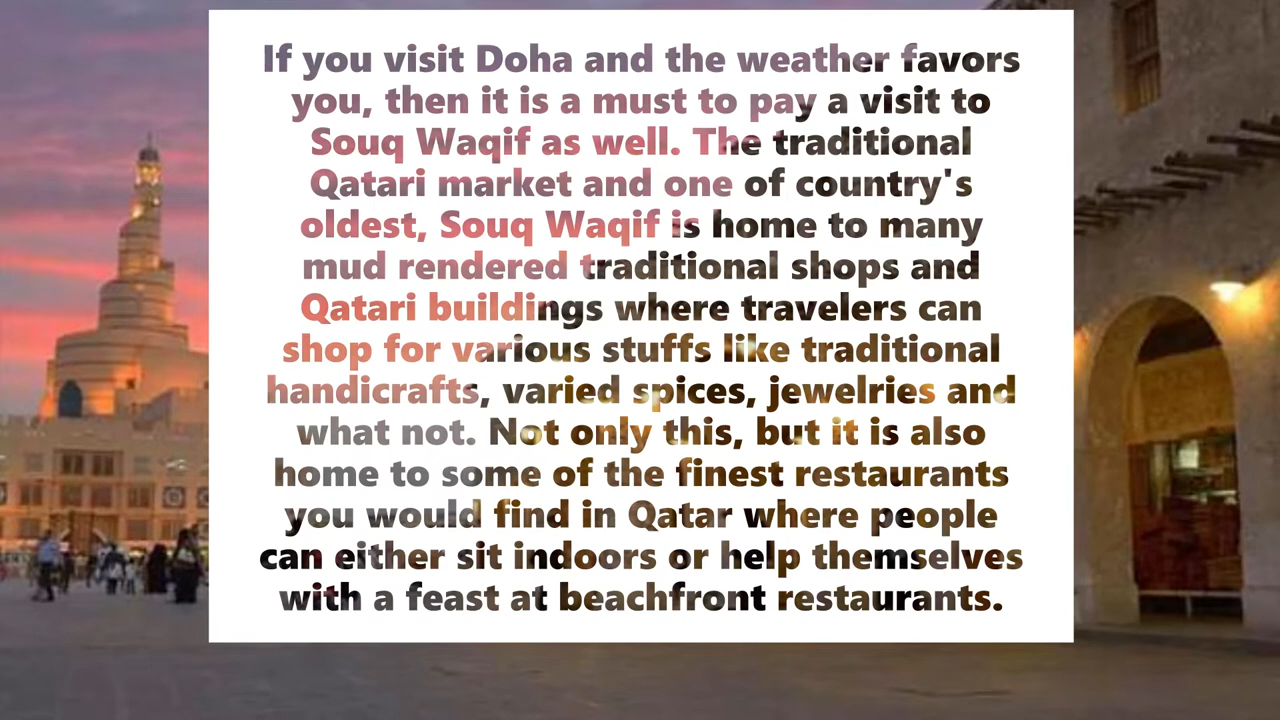 If you visit Doha and the weather favors
you, then it is a must to pay a visit to
Souq Waqif as well. The traditional
Qatari market and one of country's
oldest, Souq Waqif is home to many
mud rendered traditional shops and
Qatari buildings where travelers can
shop for various stuffs like traditional
handicrafts, varied spices, jewelries and
what not. Not only this, but it is also
home to some of the finest restaurants
you would find in Qatar where people
can either sit indoors or help themselves
with a feast at beachfront restaurants.